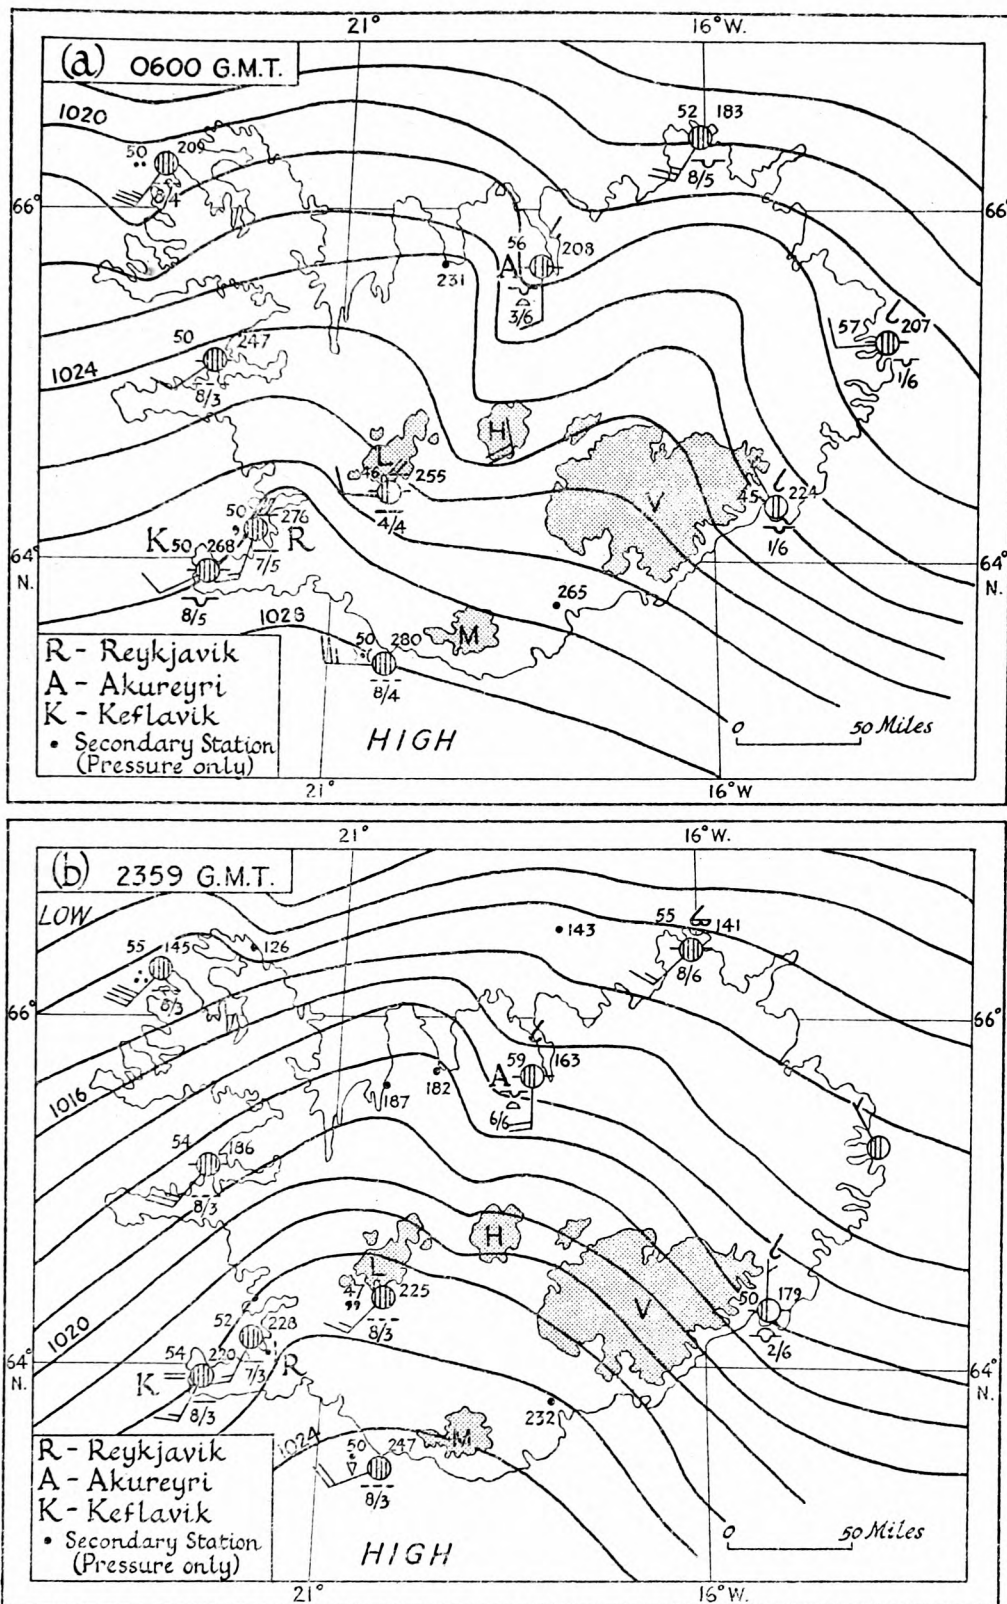 21°
16°W.
(a) 0600 G.M.T.
1020
50 209
8/4
52 183
8/5
66°
66°
56 208
A
3/6
231
57 207
1/6
50 247
8/3
1024
H
L
46 255
4/4
V
45 224
1/6
50 276
R
7/5
K
50 268
8/5
64°
N.
64°
N.
265
M
1028
50 280
8/4
R - Reykjavik
A - Akureyri
K - Keflavik
• Secondary Station
(Pressure only)
HIGH
0 50 Miles
21°
16°W
21°
16°W.
(b) 2359 G.M.T.
LOW
126
55 145
8/3
143
55 141
8/6
66°
66°
59 163
A
6/6
182
187
1016
54 186
8/3
H
L
47 225
8/3
V
50 179
2/6
1020
52 228
R
7/3
54 220
K
8/3
64°
N.
64°
N.
232
M
1024
50 247
8/3
R - Reykjavik
A - Akureyri
K - Keflavik
• Secondary Station
(Pressure only)
HIGH
0 50 Miles
21°
16°W.